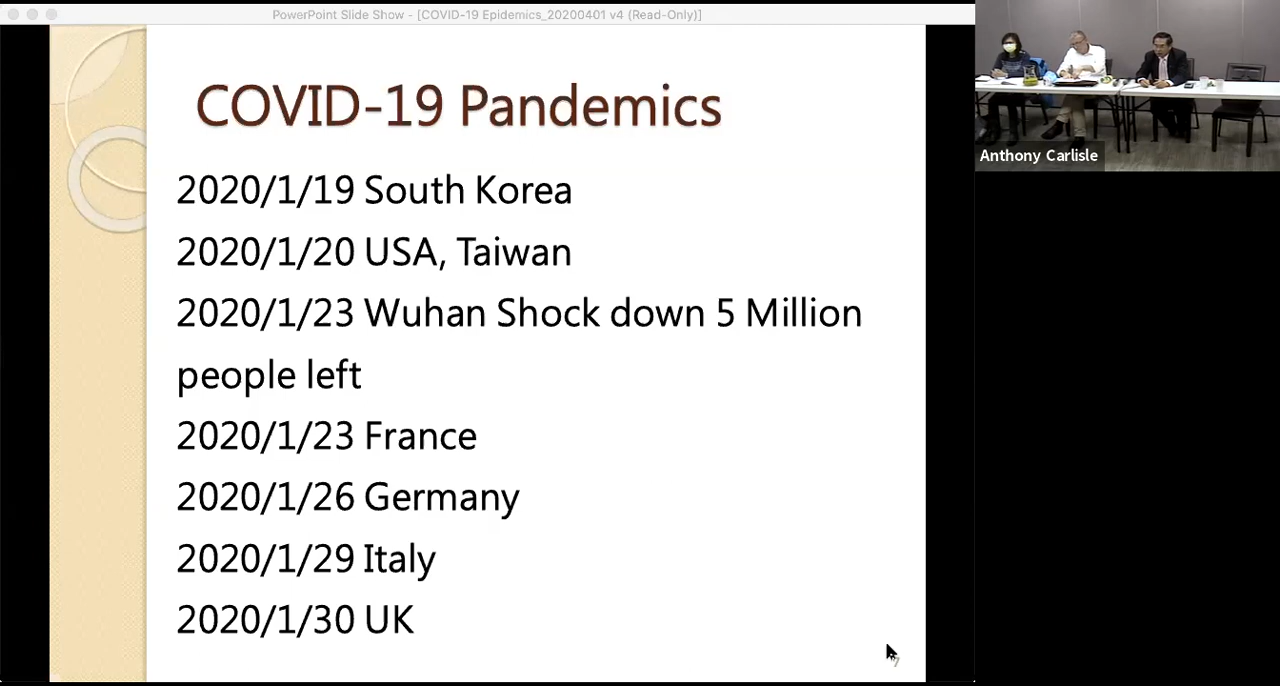 PowerPoint Slide Show - [COVID-19 Epidemics_20200401 v4 (Read-Only)]
COVID-19 Pandemics
2020/1/19 South Korea
2020/1/20 USA, Taiwan
2020/1/23 Wuhan Shock down 5 Million
people left
2020/1/23 France
2020/1/26 Germany
2020/1/29 Italy
2020/1/30 UK
7
Anthony Carlisle